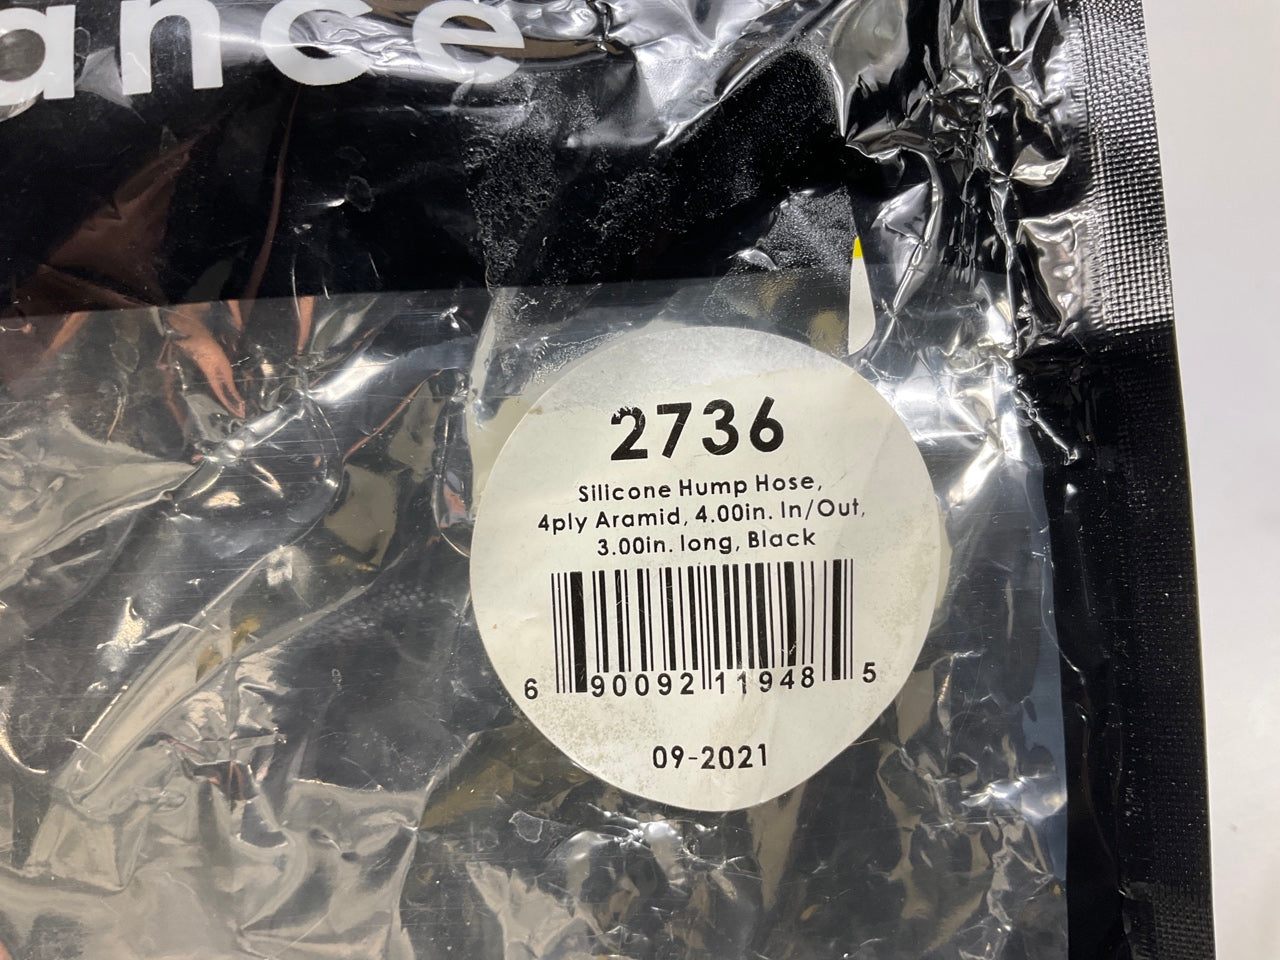 ance
2736
Silicone Hump Hose,
4ply Aramid, 4.00in. In/Out,
3.00in. long, Black
6 90092 11948 5
09-2021